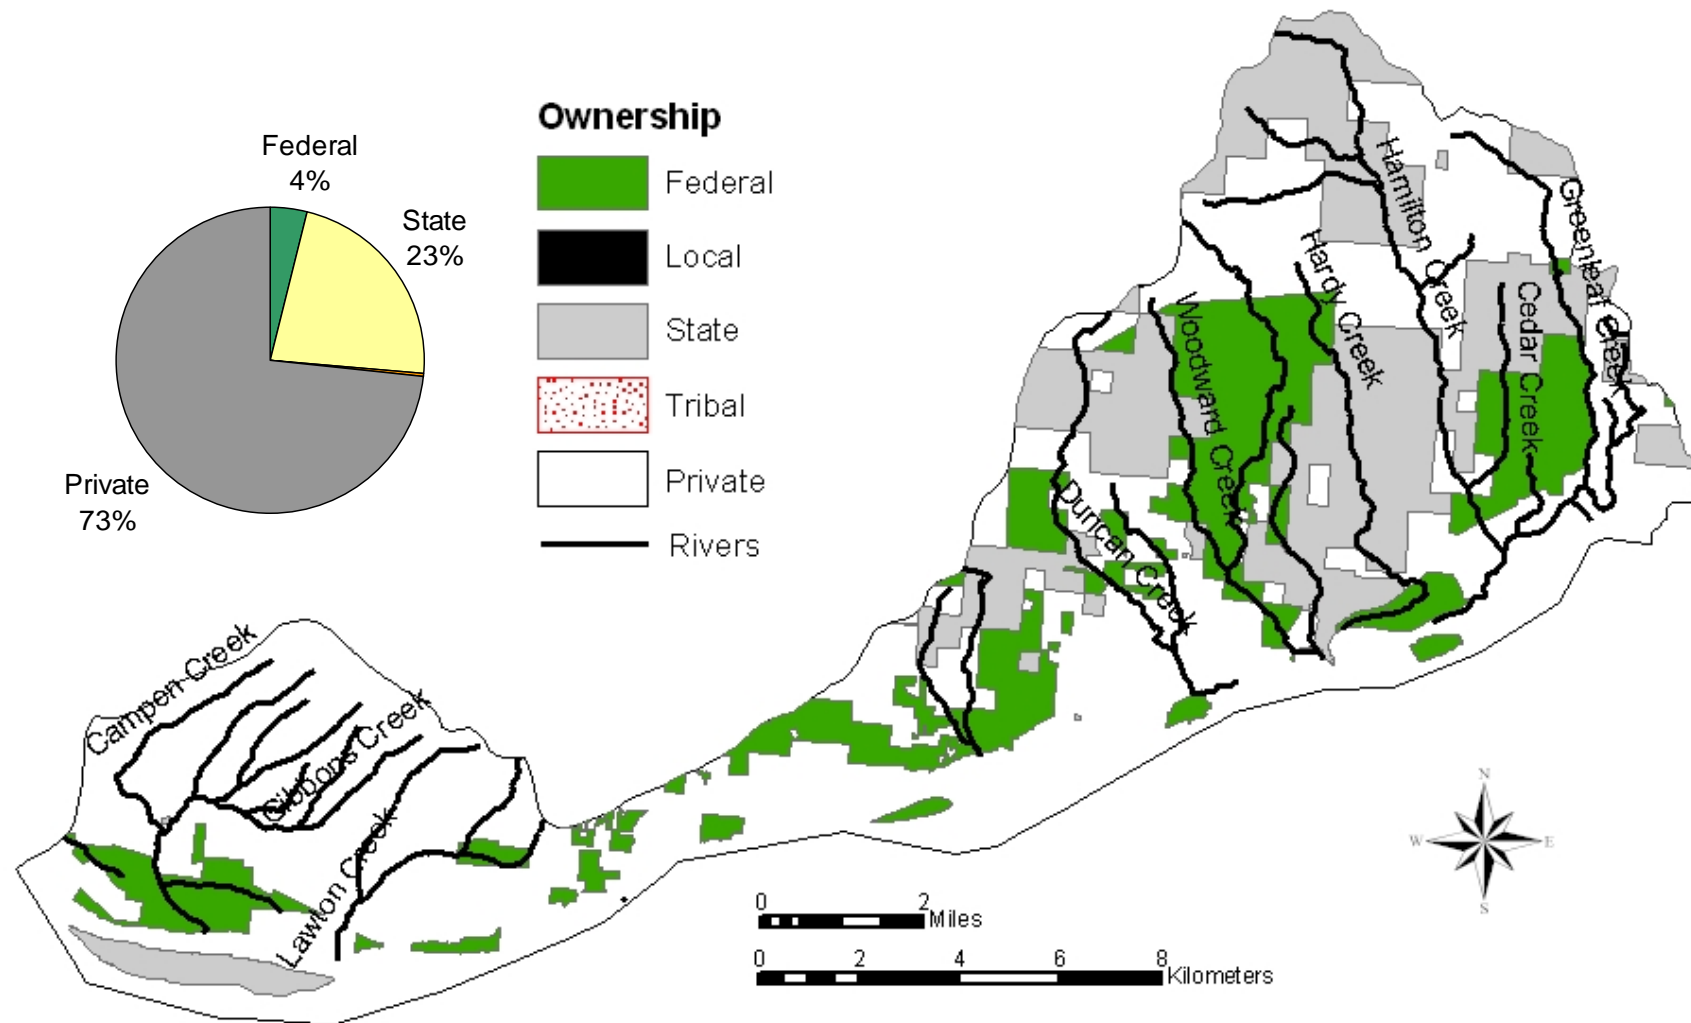 Federal
4%
State
23%
Private
73%
Ownership
Federal
Local
State
Tribal
Private
Rivers
Hamilton Creek
Greenleaf Creek
Hardy Creek
Cedar Creek
Woodward Creek
Duncan Creek
Campen Creek
Gibbons Creek
Lawton Creek
N
W E
S
0 2
Miles
0 2 4 6 8
Kilometers